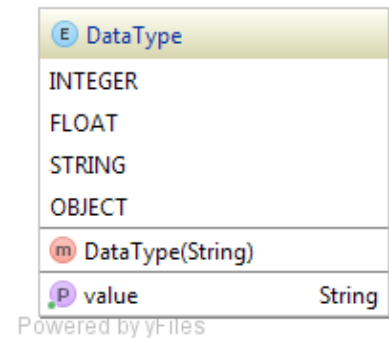 E DataType
INTEGER
FLOAT
STRING
OBJECT
m DataType(String)
P value String
Powered by yFiles